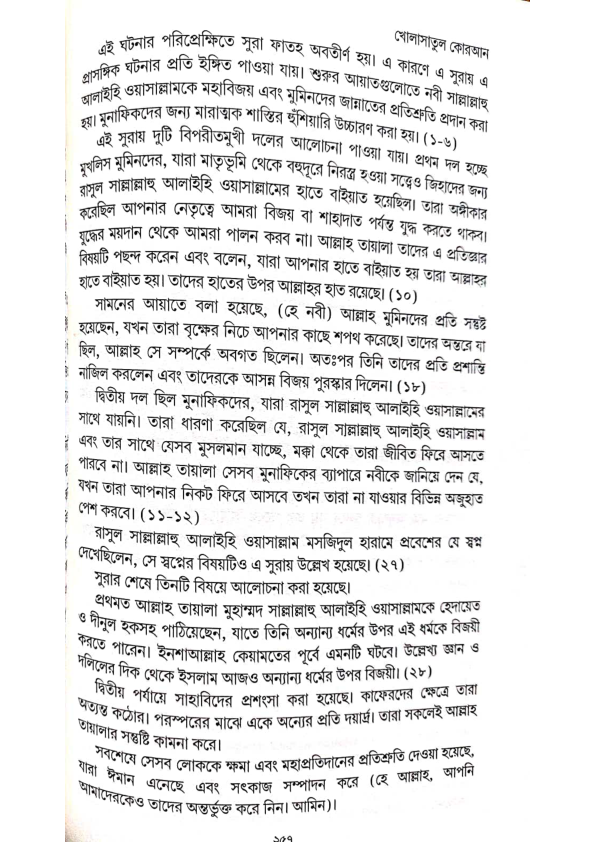 খোলাসাতুল কোরআন
এই ঘটনার পরিপ্রেক্ষিতে সুরা ফাতহ অবতীর্ণ হয়। এ কারণে এ সুরায় এ
প্রাসঙ্গিক ঘটনার প্রতি ইঙ্গিত পাওয়া যায়। শুরুর আয়াতগুলোতে নবী সাল্লাল্লাহু
আলাইহি ওয়াসাল্লামকে মহাবিজয় এবং মুমিনদের জান্নাতের প্রতিশ্রুতি প্রদান করা
হয়। মুনাফিকদের জন্য মারাত্মক শাস্তির হুঁশিয়ারি উচ্চারণ করা হয়। (১-৬)
এই সুরায় দুটি বিপরীতমুখী দলের আলোচনা পাওয়া যায়। প্রথম দল হচ্ছে
মুখলিস মুমিনদের, যারা মাতৃভূমি থেকে বহুদূরে নিরস্ত্র হওয়া সত্ত্বেও জিহাদের জন্য
রাসুল সাল্লাল্লাহু আলাইহি ওয়াসাল্লামের হাতে বাইয়াত হয়েছিল। তারা অঙ্গীকার
করেছিল আপনার নেতৃত্বে আমরা বিজয় বা শাহাদাত পর্যন্ত যুদ্ধ করতে থাকব।
যুদ্ধের ময়দান থেকে আমরা পালন করব না। আল্লাহ তায়ালা তাদের এ প্রতিজ্ঞার
বিষয়টি পছন্দ করেন এবং বলেন, যারা আপনার হাতে বাইয়াত হয় তারা আল্লাহর
হাতে বাইয়াত হয়। তাদের হাতের উপর আল্লাহর হাত রয়েছে। (১০)
সামনের আয়াতে বলা হয়েছে, (হে নবী) আল্লাহ মুমিনদের প্রতি সন্তুষ্ট
হয়েছেন, যখন তারা বৃক্ষের নিচে আপনার কাছে শপথ করেছে। তাদের অন্তরে যা
ছিল, আল্লাহ সে সম্পর্কে অবগত ছিলেন। অতঃপর তিনি তাদের প্রতি প্রশান্তি
নাজিল করলেন এবং তাদেরকে আসন্ন বিজয় পুরস্কার দিলেন। (১৮)
দ্বিতীয় দল ছিল মুনাফিকদের, যারা রাসুল সাল্লাল্লাহু আলাইহি ওয়াসাল্লামের
সাথে যায়নি। তারা ধারণা করেছিল যে, রাসুল সাল্লাল্লাহু আলাইহি ওয়াসাল্লাম
এবং তার সাথে যেসব মুসলমান যাচ্ছে, মক্কা থেকে তারা জীবিত ফিরে আসতে
পারবে না। আল্লাহ তায়ালা সেসব মুনাফিকের ব্যাপারে নবীকে জানিয়ে দেন যে,
যখন তারা আপনার নিকট ফিরে আসবে তখন তারা না যাওয়ার বিভিন্ন অজুহাত
পেশ করবে। (১১-১২)
রাসুল সাল্লাল্লাহু আলাইহি ওয়াসাল্লাম মসজিদুল হারামে প্রবেশের যে স্বপ্ন
দেখেছিলেন, সে স্বপ্নের বিষয়টিও এ সুরায় উল্লেখ হয়েছে। (২৭)
সুরার শেষে তিনটি বিষয়ে আলোচনা করা হয়েছে।
প্রথমত আল্লাহ তায়ালা মুহাম্মদ সাল্লাল্লাহু আলাইহি ওয়াসাল্লামকে হেদায়েত
ও দীনুল হকসহ পাঠিয়েছেন, যাতে তিনি অন্যান্য ধর্মের উপর এই ধর্মকে বিজয়ী
করতে পারেন। ইনশাআল্লাহ কেয়ামতের পূর্বে এমনটি ঘটবে। উল্লেখ্য জ্ঞান ও
দলিলের দিক থেকে ইসলাম আজও অন্যান্য ধর্মের উপর বিজয়ী। (২৮)
দ্বিতীয় পর্যায়ে সাহাবিদের প্রশংসা করা হয়েছে। কাফেরদের ক্ষেত্রে তারা
অত্যন্ত কঠোর। পরস্পরের মাঝে একে অন্যের প্রতি দয়ার্দ্র। তারা সকলেই আল্লাহ
তায়ালার সন্তুষ্টি কামনা করে।
সবশেষে সেসব লোককে ক্ষমা এবং মহাপ্রতিদানের প্রতিশ্রুতি দেওয়া হয়েছে,
যারা ঈমান এনেছে এবং সৎকাজ সম্পাদন করে (হে আল্লাহ, আপনি
আমাদেরকেও তাদের অন্তর্ভুক্ত করে নিন। আমিন)।